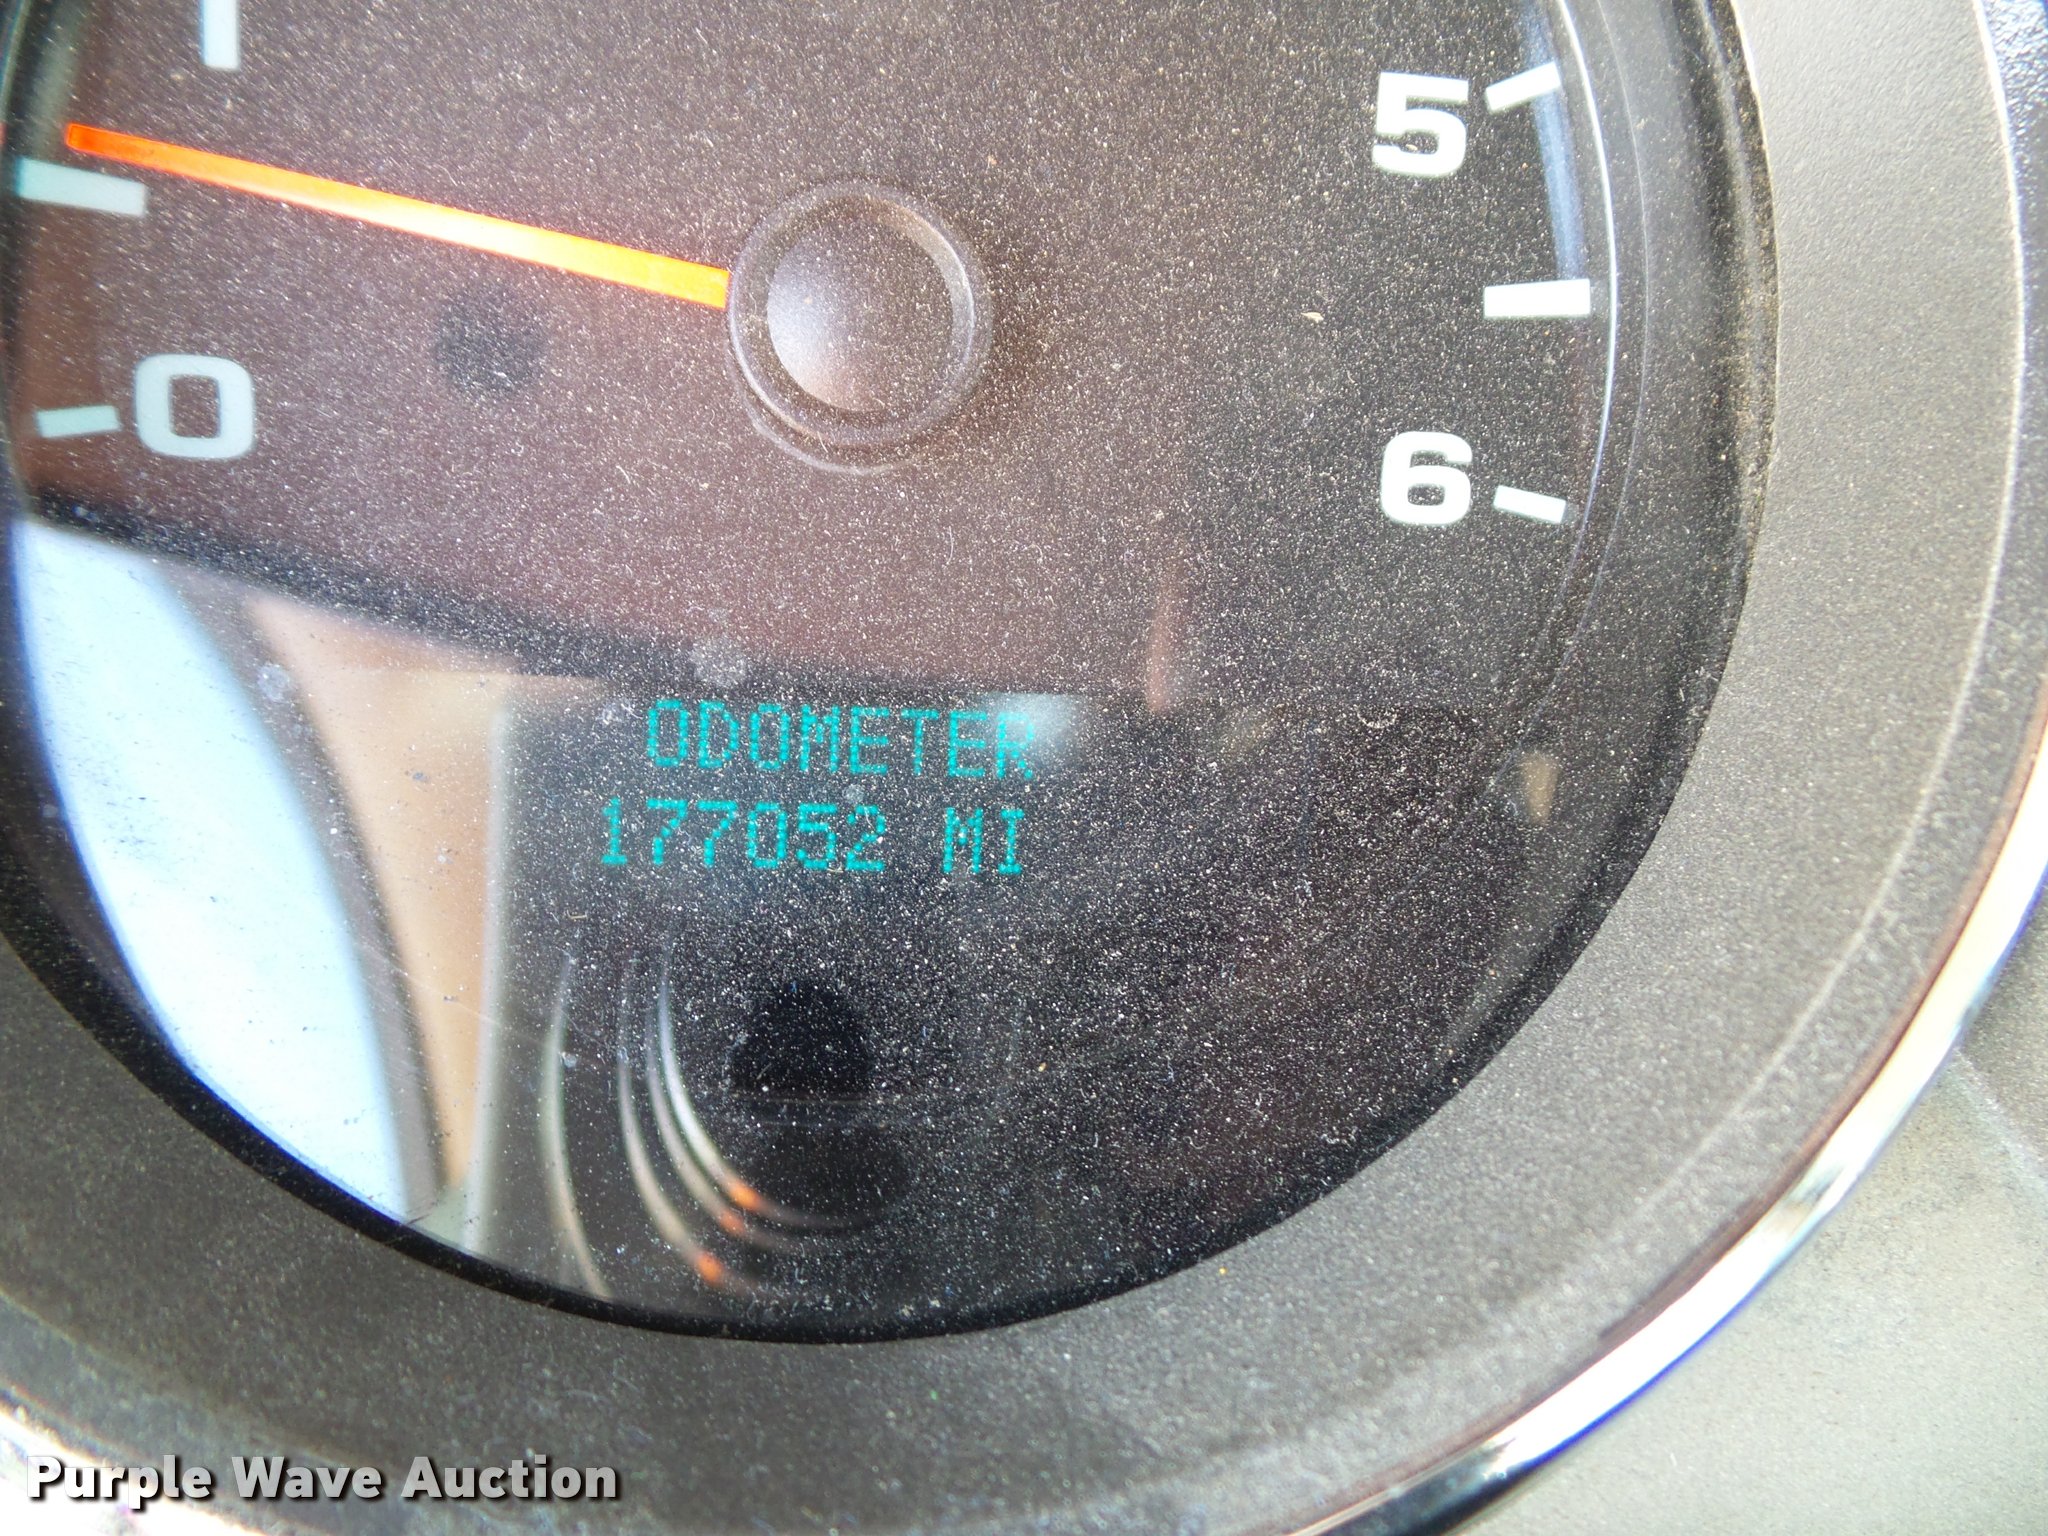 5
0
6
ODOMETER
177052 MI
Purple Wave Auction